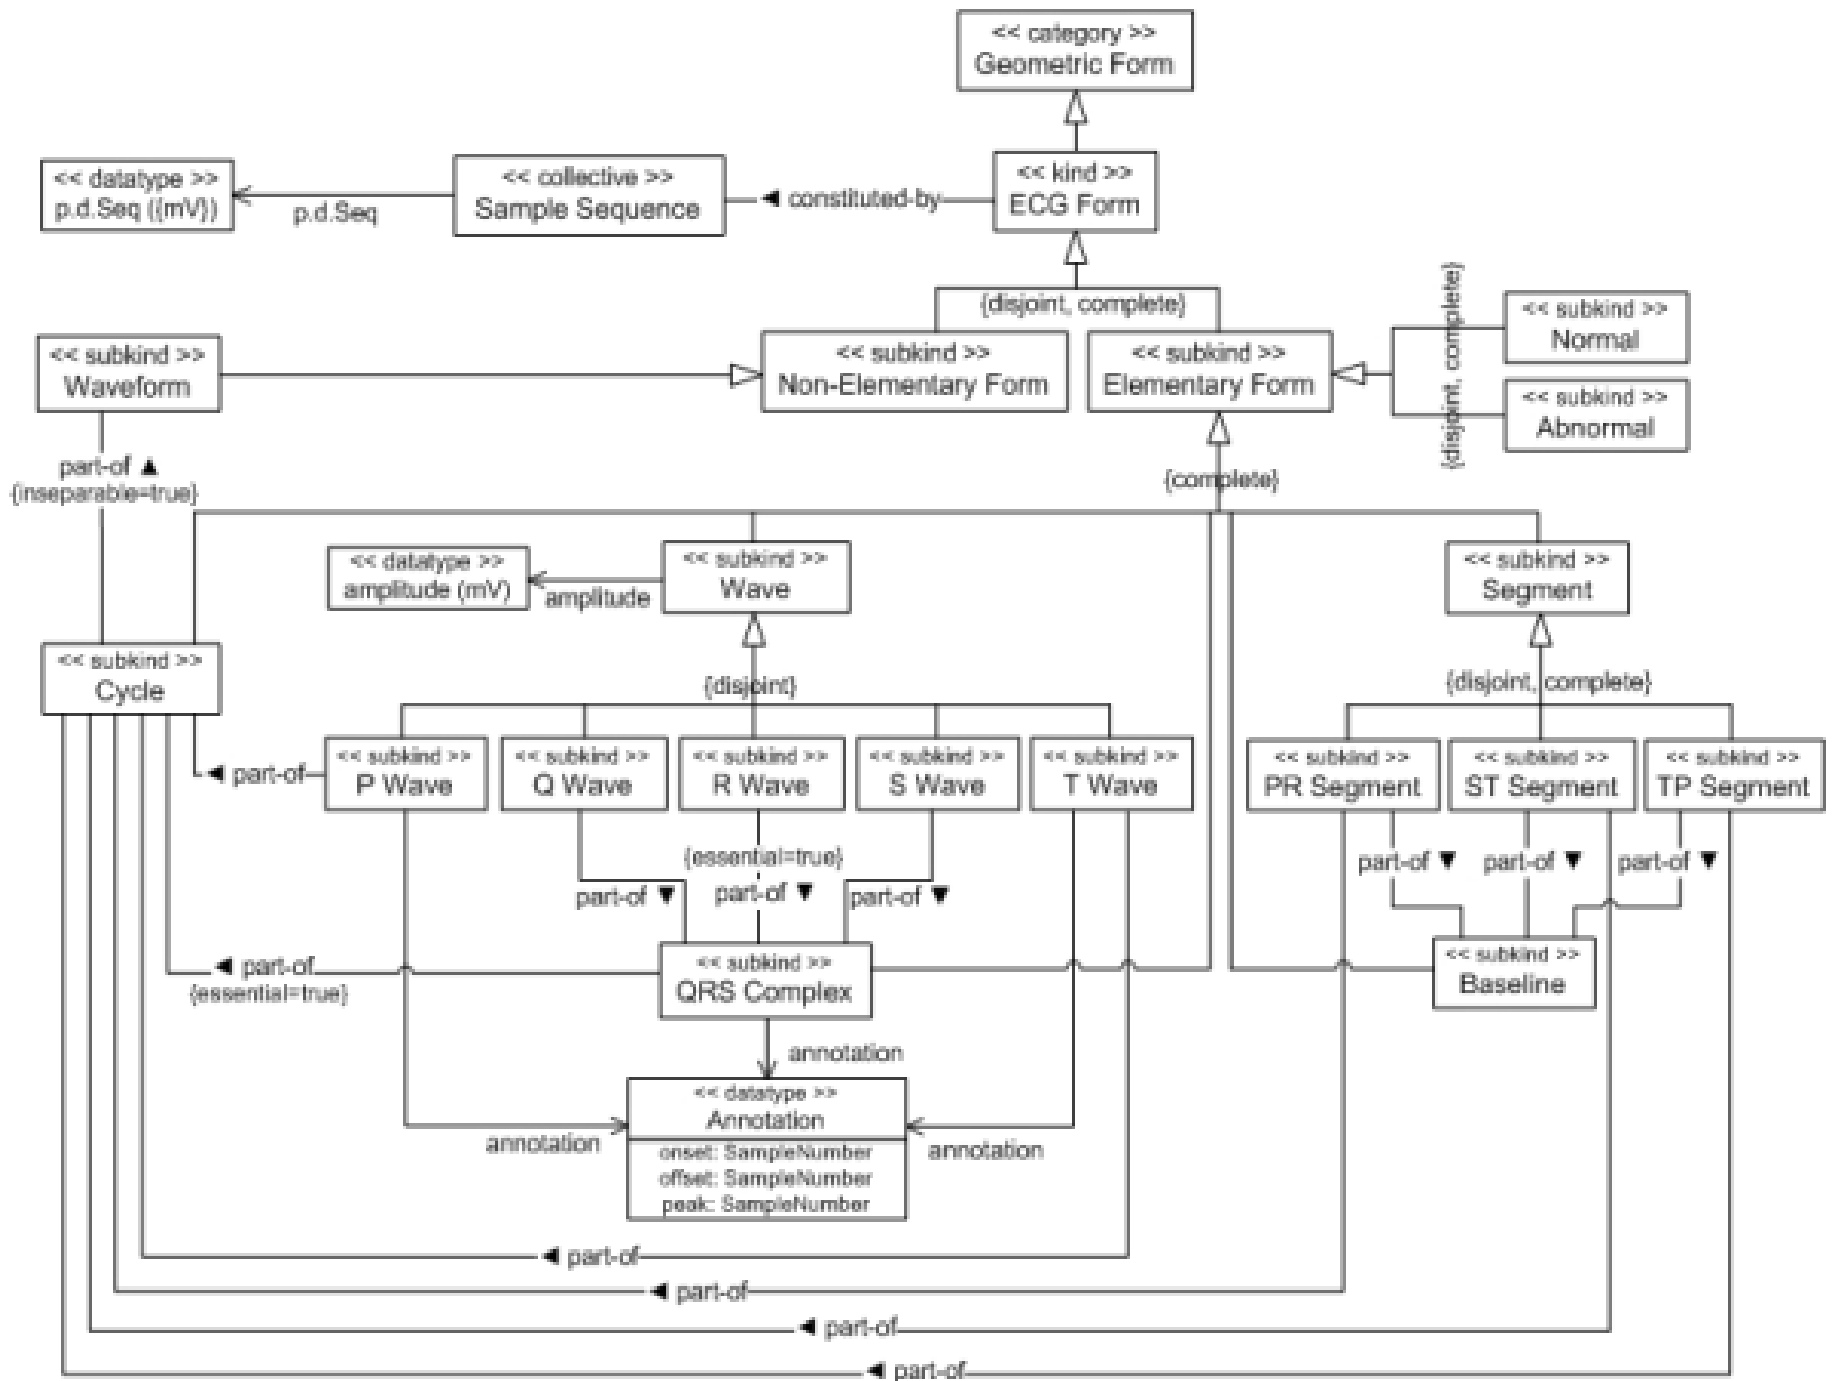 << category >>
Geometric Form
<< datatype >>
p.d.Seq ({mV})
p.d.Seq
<< collective >>
Sample Sequence
◄ constituted-by
<< kind >>
ECG Form
{disjoint, complete}
<< subkind >>
Waveform
<< subkind >>
Non-Elementary Form
<< subkind >>
Elementary Form
{disjoint, complete}
<< subkind >>
Normal
<< subkind >>
Abnormal
part-of ▲
{inseparable=true}
{complete}
<< datatype >>
amplitude (mV)
amplitude
<< subkind >>
Wave
<< subkind >>
Segment
<< subkind >>
Cycle
{disjoint}
{disjoint, complete}
◄ part-of
<< subkind >>
P Wave
<< subkind >>
Q Wave
<< subkind >>
R Wave
<< subkind >>
S Wave
<< subkind >>
T Wave
<< subkind >>
PR Segment
<< subkind >>
ST Segment
<< subkind >>
TP Segment
part-of ▼
{essential=true}
part-of ▼
part-of ▼
part-of ▼
part-of ▼
part-of ▼
◄ part-of
{essential=true}
<< subkind >>
QRS Complex
<< subkind >>
Baseline
annotation
annotation
<< datatype >>
Annotation
onset: SampleNumber
offset: SampleNumber
peak: SampleNumber
annotation
◄ part-of
◄ part-of
◄ part-of
◄ part-of